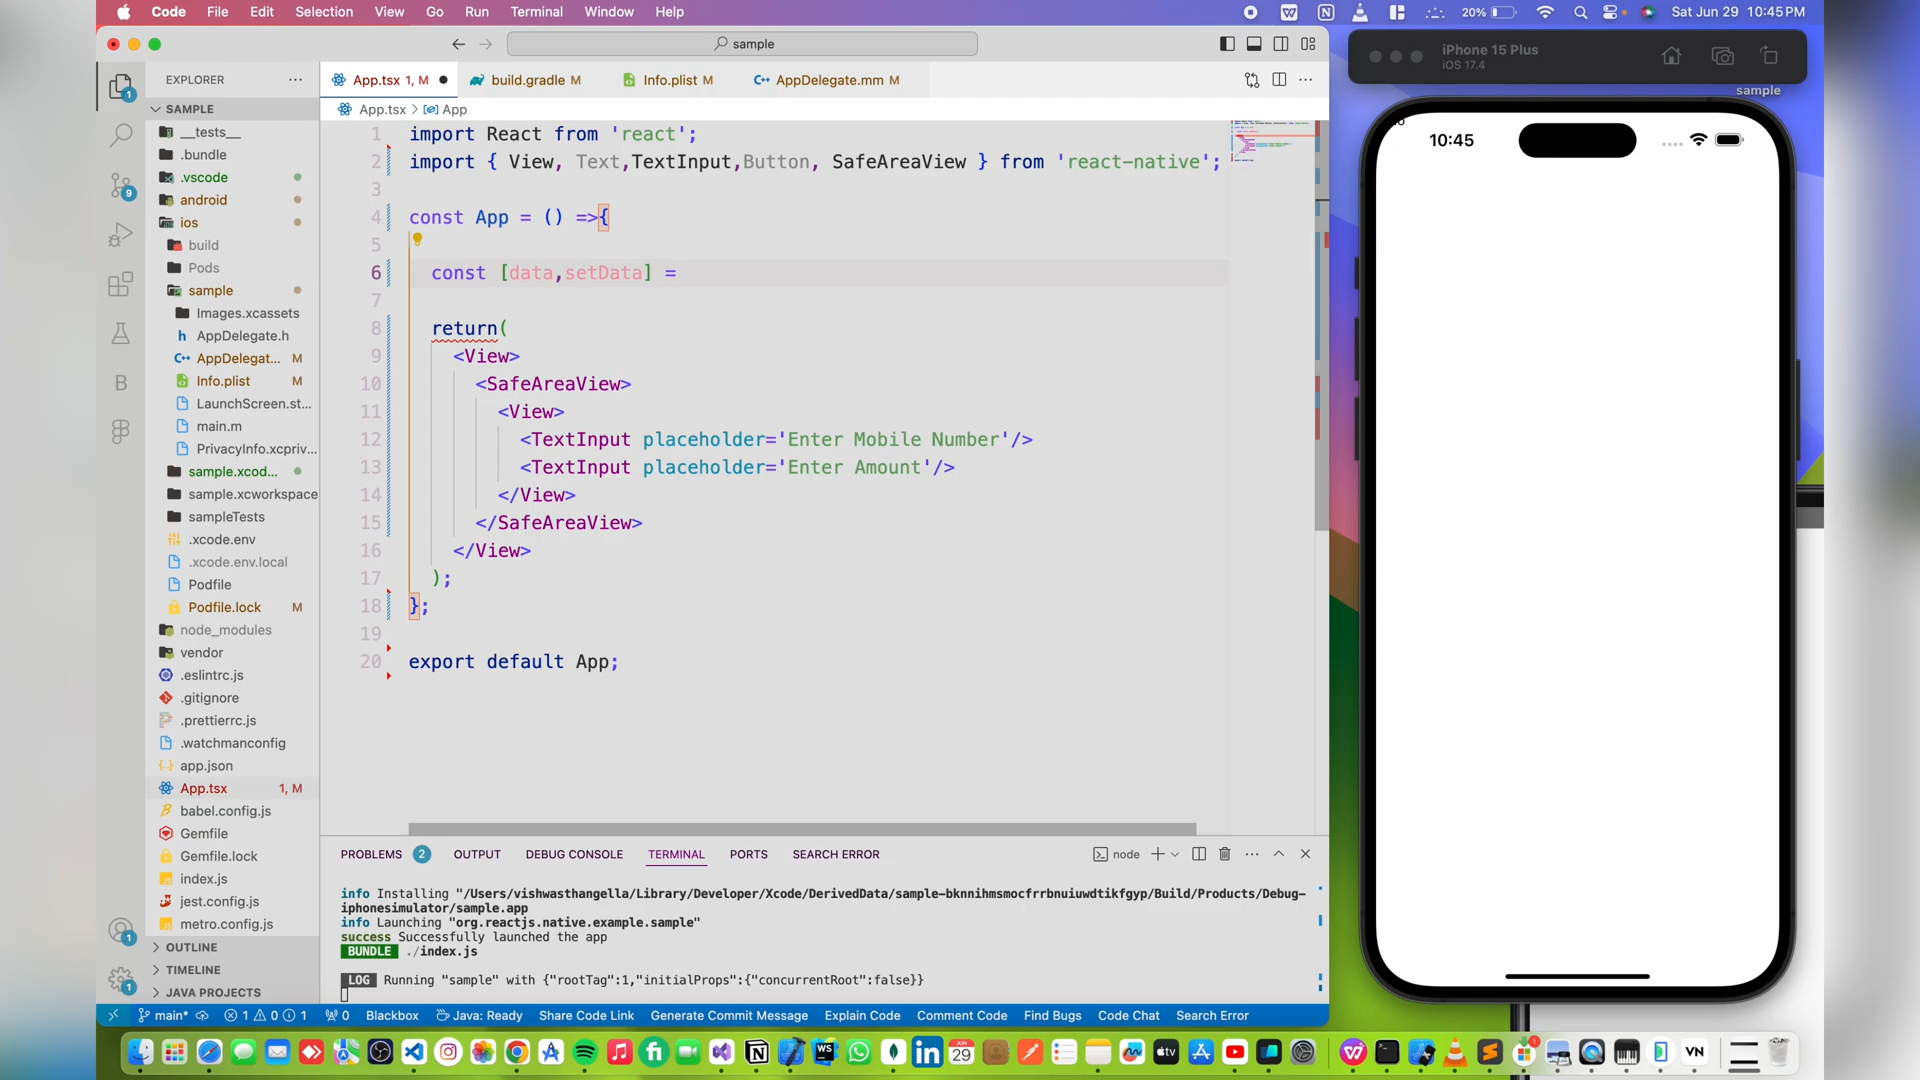 Code File Edit Selection View Go Run Terminal Window Help
20% Sat Jun 29 10:45 PM
sample
iPhone 15 Plus
iOS 17.4
sample
10:45
EXPLORER
App.tsx 1, M
build.gradle M
Info.plist M
C++ AppDelegate.mm M
App.tsx > App
SAMPLE
__tests__
.bundle
.vscode
android
ios
build
Pods
sample
Images.xcassets
h AppDelegate.h
C++ AppDelegat... M
Info.plist M
LaunchScreen.st...
main.m
PrivacyInfo.xcpriv...
sample.xcod...
sample.xcworkspace
sampleTests
.xcode.env
.xcode.env.local
Podfile
Podfile.lock M
node_modules
vendor
.eslintrc.js
.gitignore
.prettierrc.js
.watchmanconfig
app.json
App.tsx 1, M
babel.config.js
Gemfile
Gemfile.lock
index.js
jest.config.js
metro.config.js
OUTLINE
TIMELINE
JAVA PROJECTS
1 import React from 'react';
2 import { View, Text,TextInput,Button, SafeAreaView } from 'react-native';
3
4 const App = () =>{
5
6 const [data,setData] =
7
8 return(
9 <View>
10 <SafeAreaView>
11 <View>
12 <TextInput placeholder='Enter Mobile Number'/>
13 <TextInput placeholder='Enter Amount'/>
14 </View>
15 </SafeAreaView>
16 </View>
17 );
18 };
19
20 export default App;
PROBLEMS 2 OUTPUT DEBUG CONSOLE TERMINAL PORTS SEARCH ERROR
node
info Installing "/Users/vishwasthangella/Library/Developer/Xcode/DerivedData/sample-bknnihmsmocfrrbnuiuwdtikfgyp/Build/Products/Debug-
iphonesimulator/sample.app
info Launching "org.reactjs.native.example.sample"
success Successfully launched the app
BUNDLE ./index.js
LOG Running "sample" with {"rootTag":1,"initialProps":{"concurrentRoot":false}}
main* 1 0 1 0 Blackbox Java: Ready Share Code Link Generate Commit Message Explain Code Comment Code Find Bugs Code Chat Search Error